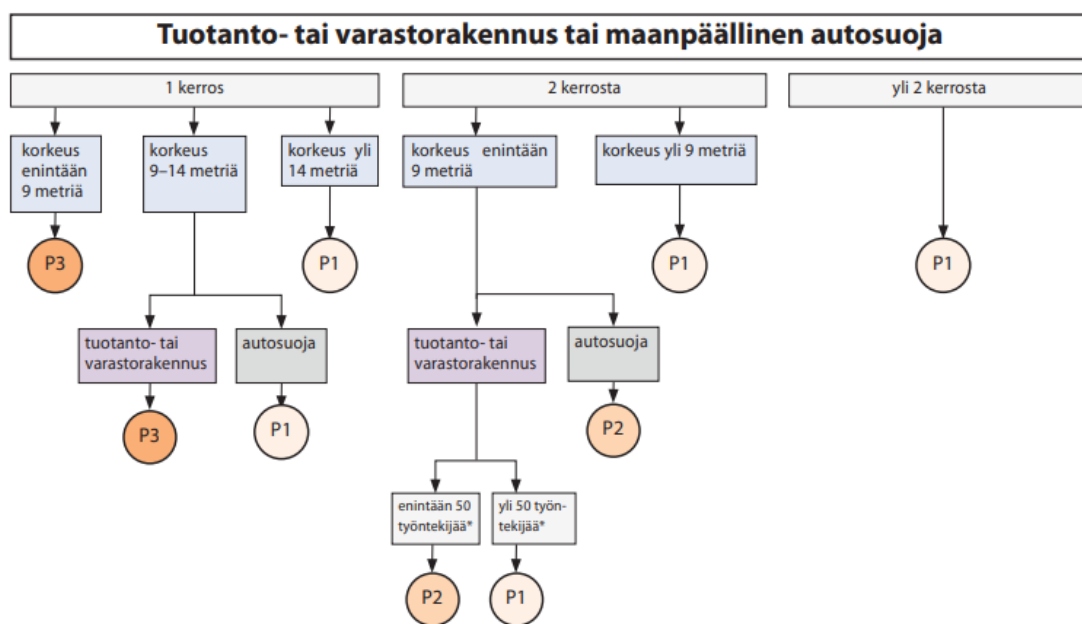 Tuotanto- tai varastorakennus tai maanpäällinen autosuoja
1 kerros
2 kerrosta
yli 2 kerrosta
korkeus
enintään
9 metriä
korkeus
9–14 metriä
korkeus yli
14 metriä
korkeus enintään
9 metriä
korkeus yli 9 metriä
P3
P1
P1
P1
tuotanto- tai
varastorakennus
autosuoja
tuotanto- tai
varastorakennus
autosuoja
P3
P1
P2
enintään 50
työntekijää*
yli 50 työn-
tekijää*
P2
P1